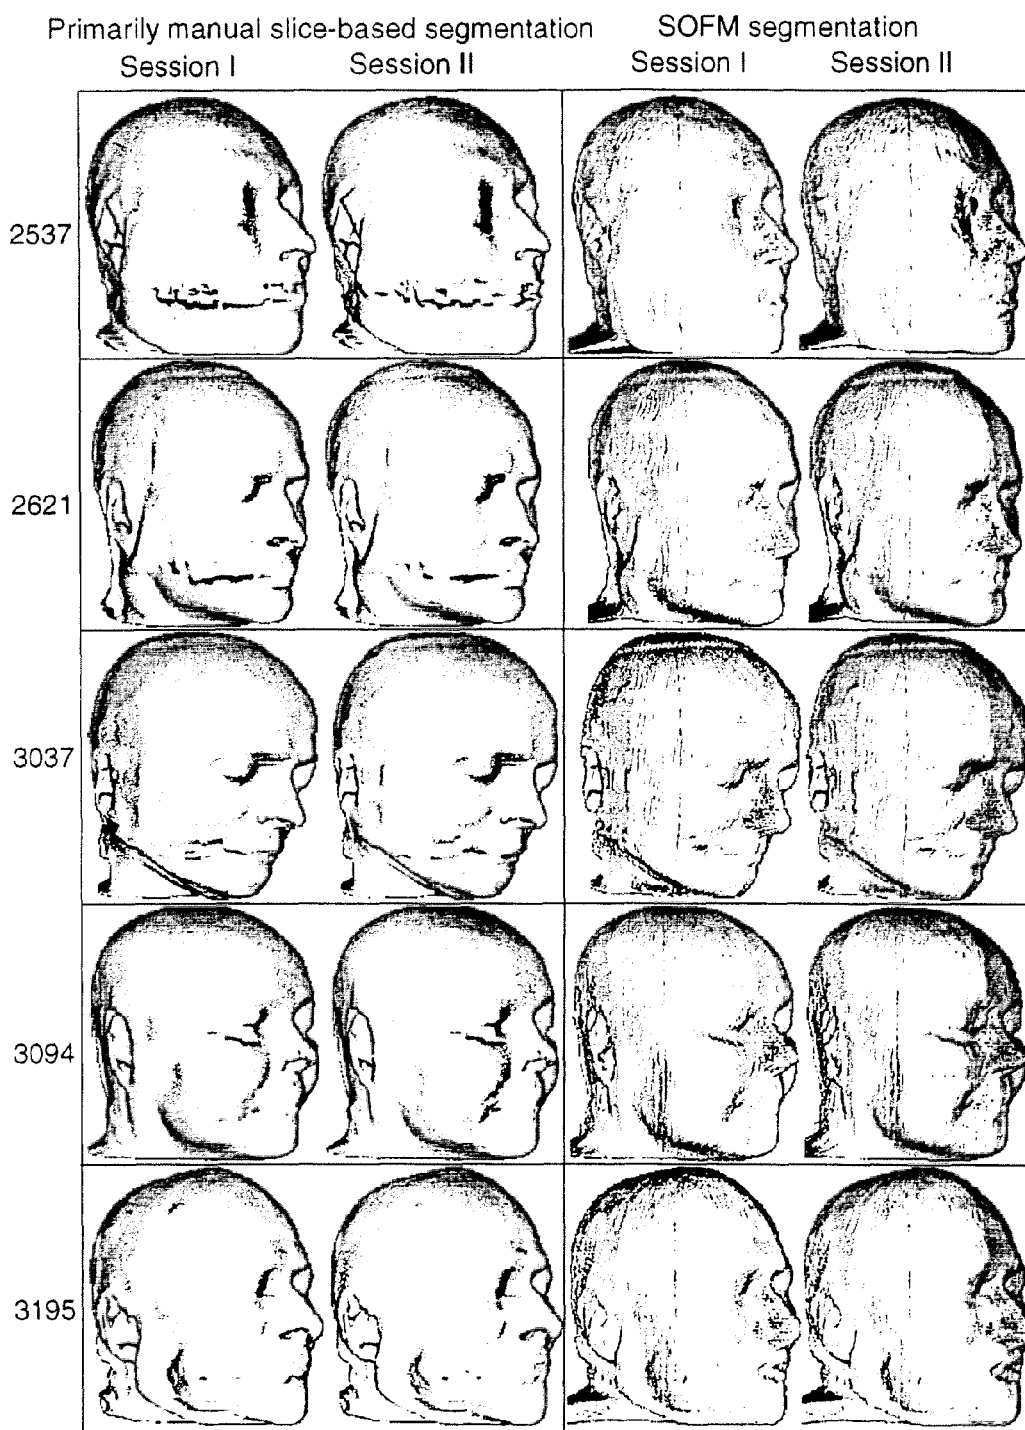 Primarily manual slice-based segmentation SOFM segmentation
Session I Session II Session I Session II
2537
2621
3037
3094
3195